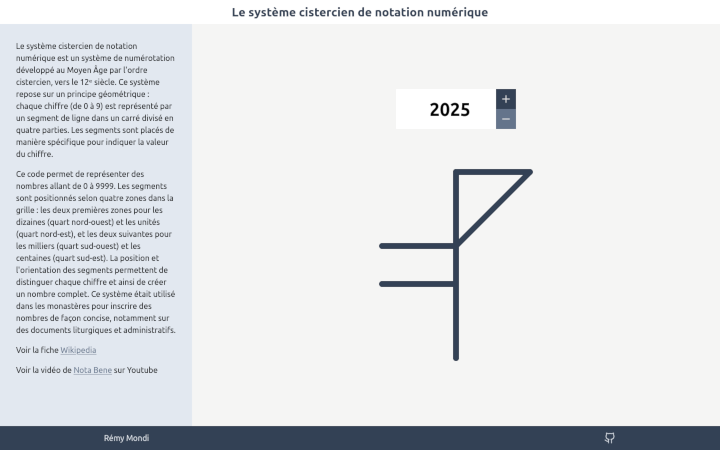 Le système cistercien de notation numérique
Le système cistercien de notation
numérique est un système de numérotation
développé au Moyen Âge par l'ordre
cistercien, vers le 12ᵉ siècle. Ce système
repose sur un principe géométrique :
chaque chiffre (de 0 à 9) est représenté par
un segment de ligne dans un carré divisé en
quatre parties. Les segments sont placés de
manière spécifique pour indiquer la valeur
du chiffre.
Ce code permet de représenter des
nombres allant de 0 à 9999. Les segments
sont positionnés selon quatre zones dans la
grille : les deux premières zones pour les
dizaines (quart nord-ouest) et les unités
(quart nord-est), et les deux suivantes pour
les milliers (quart sud-ouest) et les
centaines (quart sud-est). La position et
l'orientation des segments permettent de
distinguer chaque chiffre et ainsi de créer
un nombre complet. Ce système était utilisé
dans les monastères pour inscrire des
nombres de façon concise, notamment sur
des documents liturgiques et administratifs.
Voir la fiche Wikipedia
Voir la vidéo de Nota Bene sur Youtube
2025
+
−
Rémy Mondi